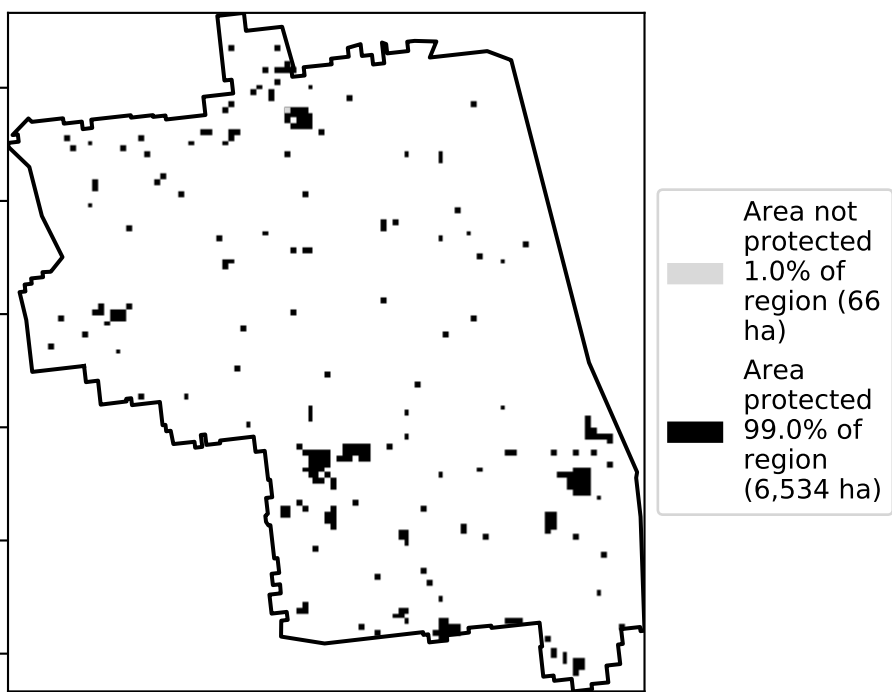 Area not
protected
1.0% of
region (66
ha)
Area
protected
99.0% of
region
(6,534 ha)